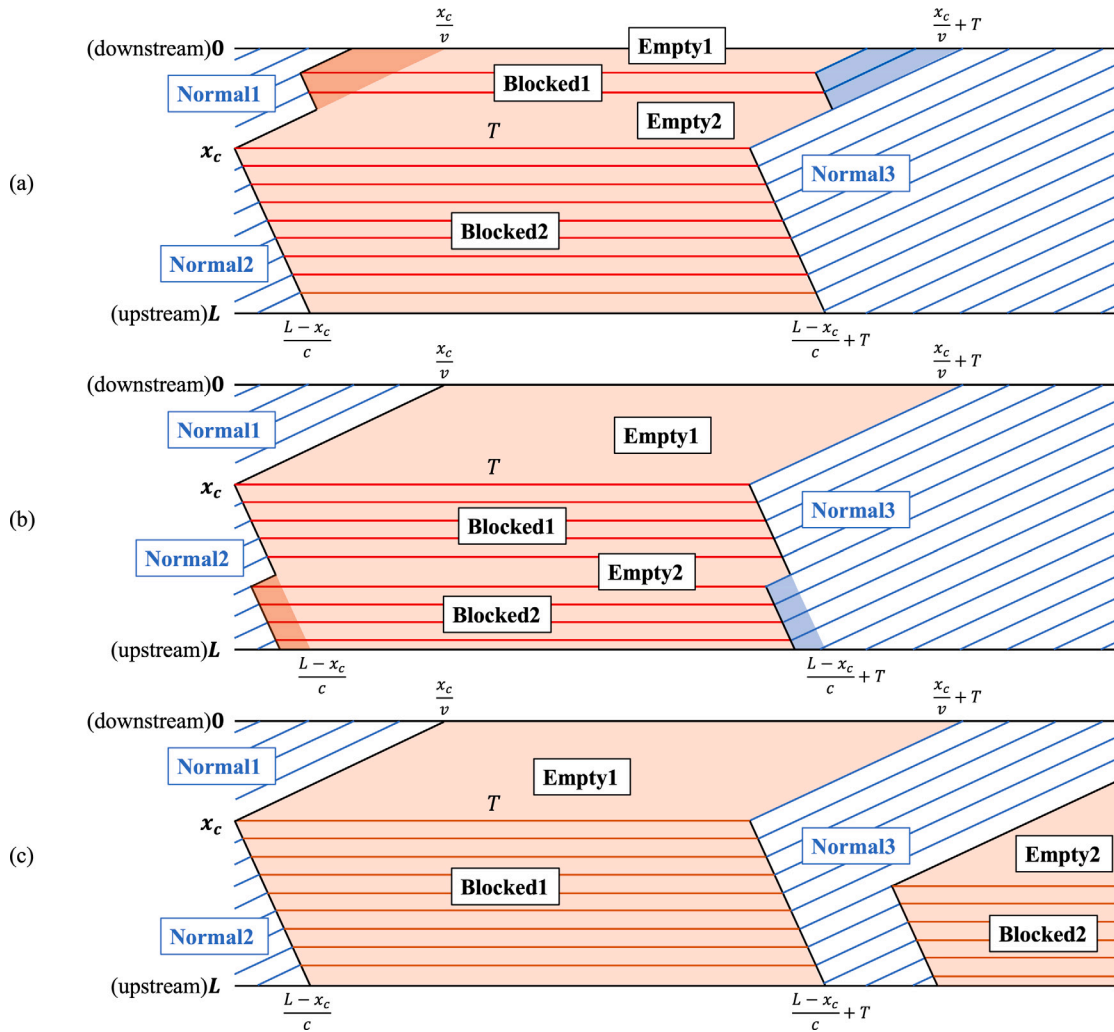 x_c/v
x_c/v + T
(downstream)0
Empty1
Normal1
Blocked1
Empty2
T
x_c
(a)
Normal3
Blocked2
Normal2
(upstream)L
L − x_c/c
L − x_c/c + T
x_c/v
x_c/v + T
(downstream)0
Normal1
Empty1
T
x_c
(b)
Normal3
Blocked1
Normal2
Empty2
Blocked2
(upstream)L
L − x_c/c
L − x_c/c + T
x_c/v
x_c/v + T
(downstream)0
Normal1
Empty1
T
x_c
Normal3
(c)
Empty2
Blocked1
Normal2
Blocked2
(upstream)L
L − x_c/c
L − x_c/c + T